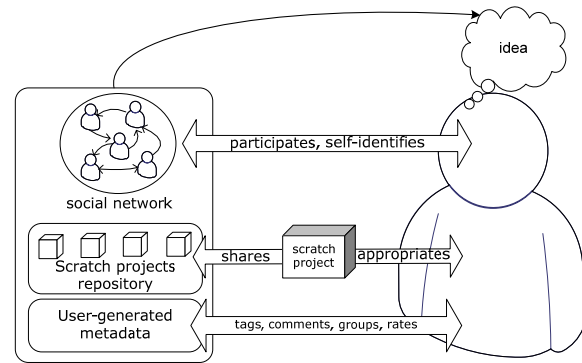 idea
participates, self-identifies
social network
shares
scratch
project
appropriates
Scratch projects
repository
User-generated
metadata
tags, comments, groups, rates